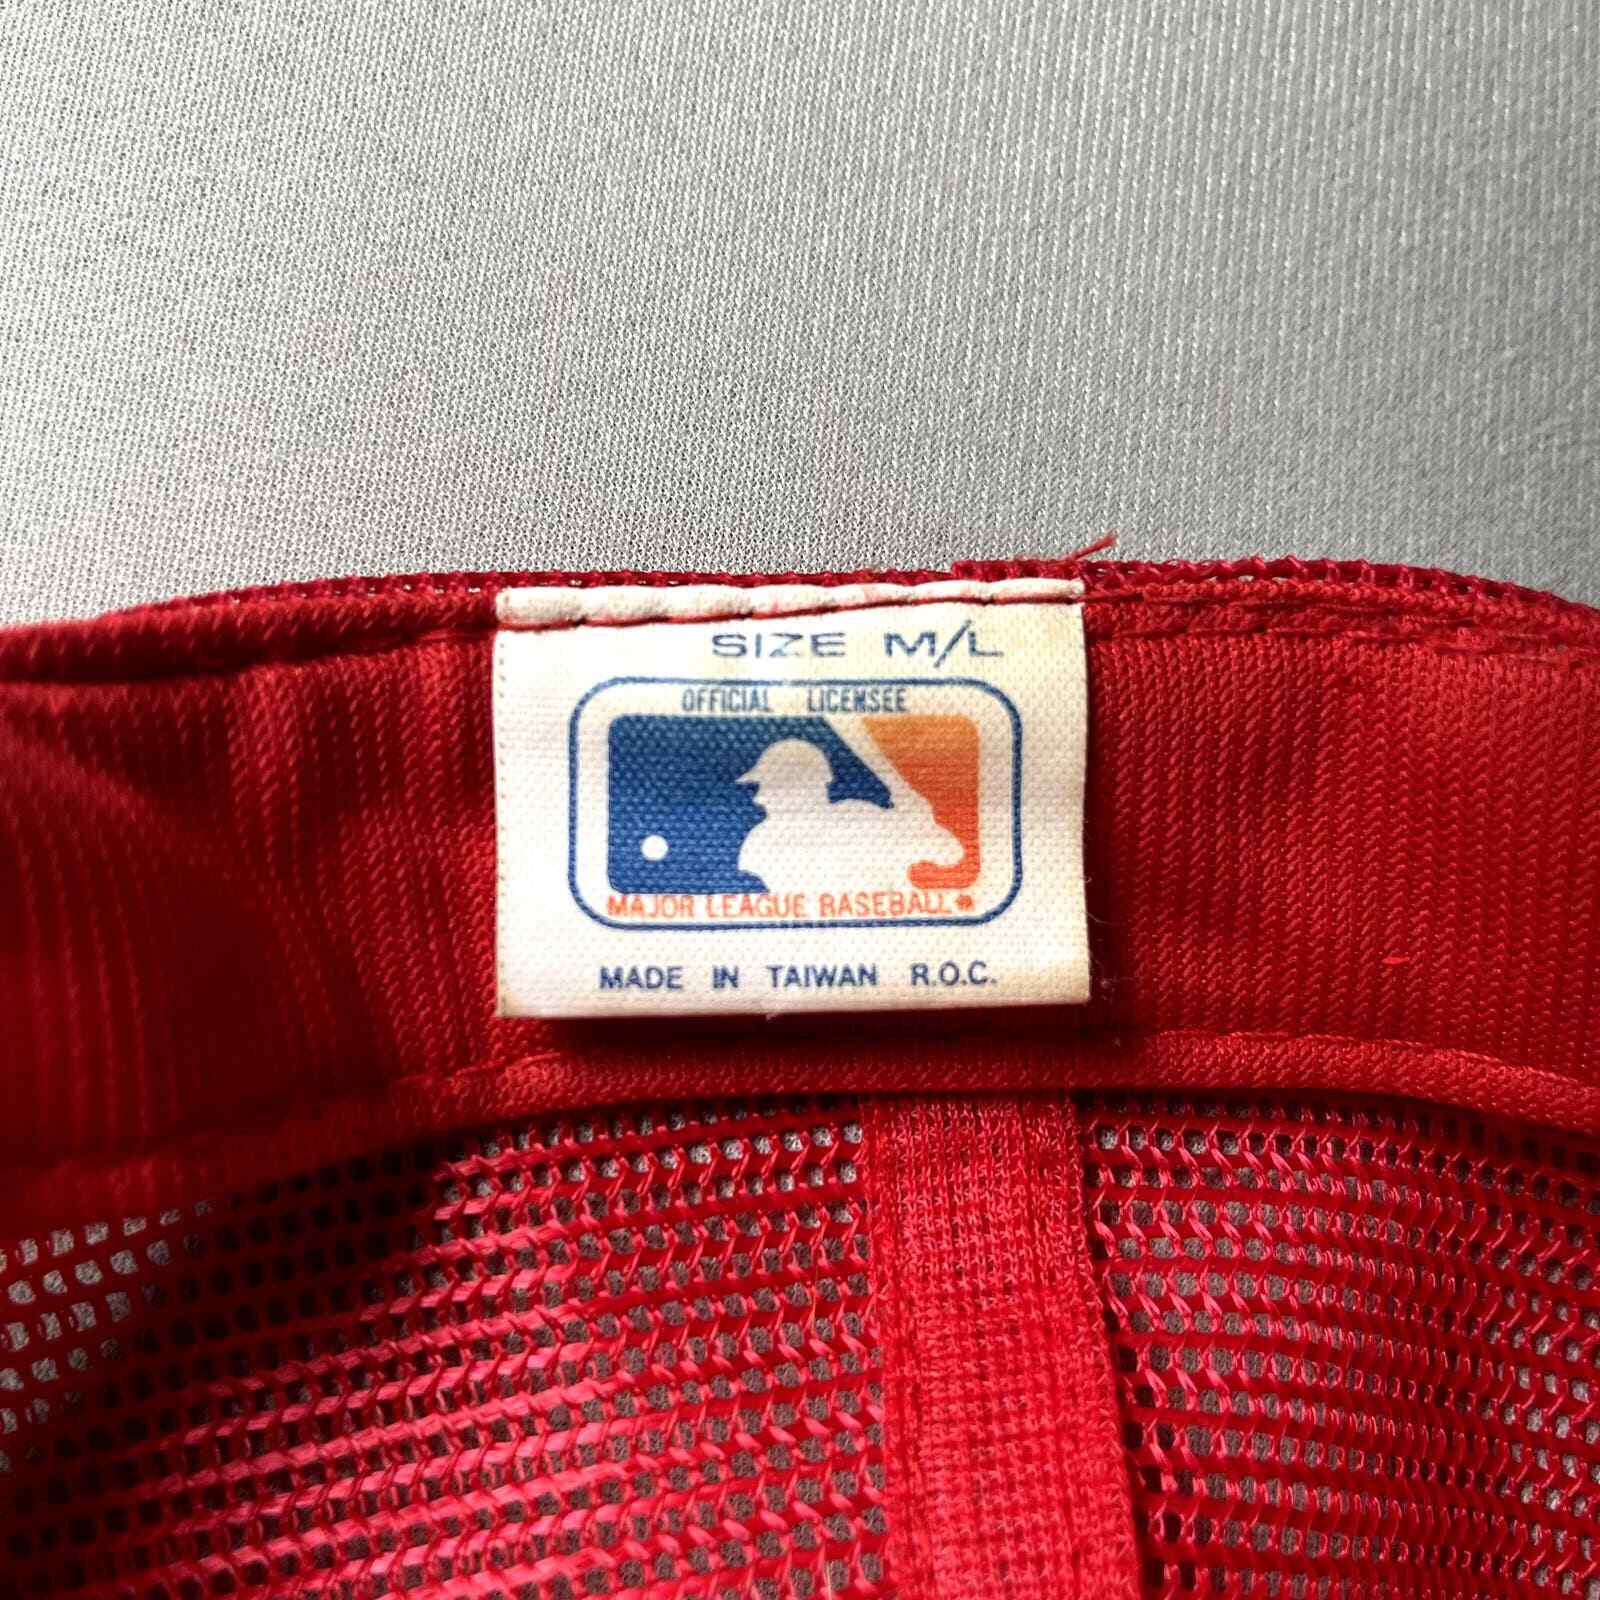 SIZE M/L
OFFICIAL LICENSEE
MAJOR LEAGUE BASEBALL®
MADE IN TAIWAN R.O.C.